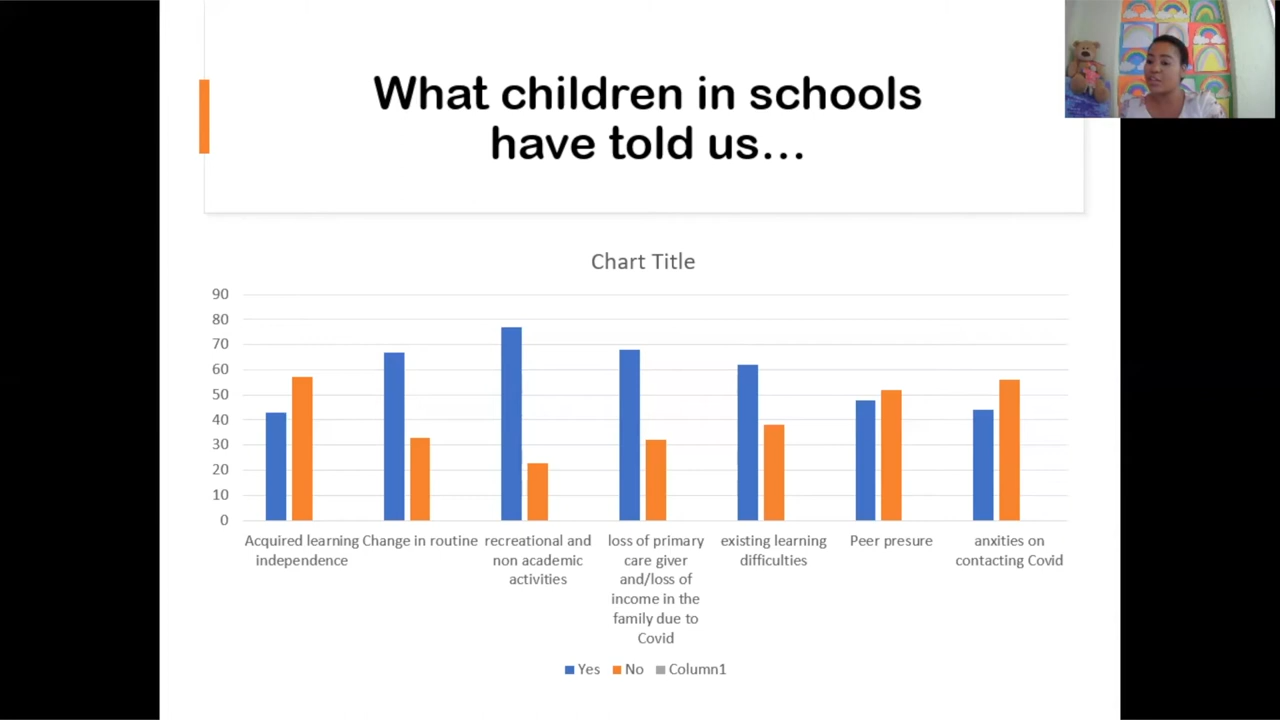 What children in schools
have told us...
Chart Title
90
80
70
60
50
40
30
20
10
0
Acquired learning
independence
Change in routine
recreational and
non academic
activities
loss of primary
care giver
and/loss of
income in the
family due to
Covid
existing learning
difficulties
Peer presure
anxities on
contacting Covid
Yes No Column1